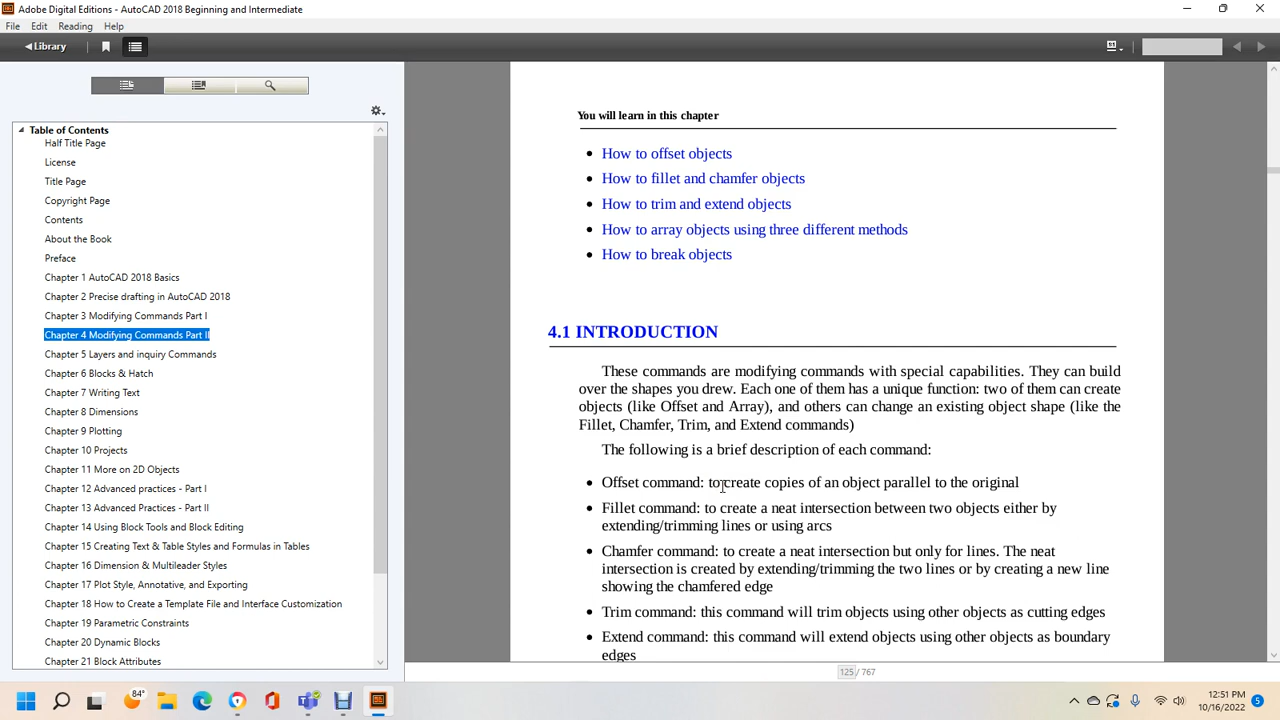 Adobe Digital Editions - AutoCAD 2018 Beginning and Intermediate
File Edit Reading Help
Library
Table of Contents
Half Title Page
License
Title Page
Copyright Page
Contents
About the Book
Preface
Chapter 1 AutoCAD 2018 Basics
Chapter 2 Precise drafting in AutoCAD 2018
Chapter 3 Modifying Commands Part I
Chapter 4 Modifying Commands Part II
Chapter 5 Layers and inquiry Commands
Chapter 6 Blocks & Hatch
Chapter 7 Writing Text
Chapter 8 Dimensions
Chapter 9 Plotting
Chapter 10 Projects
Chapter 11 More on 2D Objects
Chapter 12 Advanced practices - Part I
Chapter 13 Advanced practices - Part II
Chapter 14 Using Block Tools and Block Editing
Chapter 15 Creating Text & Table Styles and Formulas in Tables
Chapter 16 Dimension & Multileader Styles
Chapter 17 Plot Style, Annotative, and Exporting
Chapter 18 How to Create a Template File and Interface Customization
Chapter 19 Parametric Constraints
Chapter 20 Dynamic Blocks
Chapter 21 Block Attributes
You will learn in this chapter
• How to offset objects
• How to fillet and chamfer objects
• How to trim and extend objects
• How to array objects using three different methods
• How to break objects
4.1 INTRODUCTION
These commands are modifying commands with special capabilities. They can build
over the shapes you drew. Each one of them has a unique function: two of them can create
objects (like Offset and Array), and others can change an existing object shape (like the
Fillet, Chamfer, Trim, and Extend commands)
The following is a brief description of each command:
• Offset command: to create copies of an object parallel to the original
• Fillet command: to create a neat intersection between two objects either by
extending/trimming lines or using arcs
• Chamfer command: to create a neat intersection but only for lines. The neat
intersection is created by extending/trimming the two lines or by creating a new line
showing the chamfered edge
• Trim command: this command will trim objects using other objects as cutting edges
• Extend command: this command will extend objects using other objects as boundary
edges
125 / 767
84°
12:51 PM
10/16/2022
5